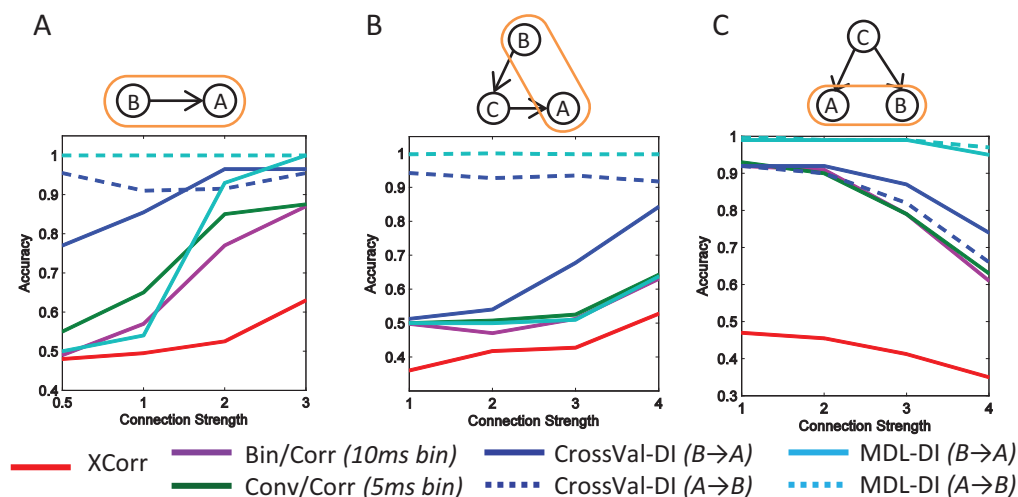 A
B
C
B
A
B
C
A
C
A
B
Accuracy
1
0.9
0.8
0.7
0.6
0.5
0.4
0.5
1
2
3
Connection Strength
Accuracy
1
0.9
0.8
0.7
0.6
0.5
0.4
1
2
3
4
Connection Strength
Accuracy
1
0.9
0.8
0.7
0.6
0.5
0.4
0.3
1
2
3
4
Connection Strength
XCorr
Bin/Corr (10ms bin)
CrossVal-DI (B→A)
MDL-DI (B→A)
Conv/Corr (5ms bin)
CrossVal-DI (A→B)
MDL-DI (A→B)